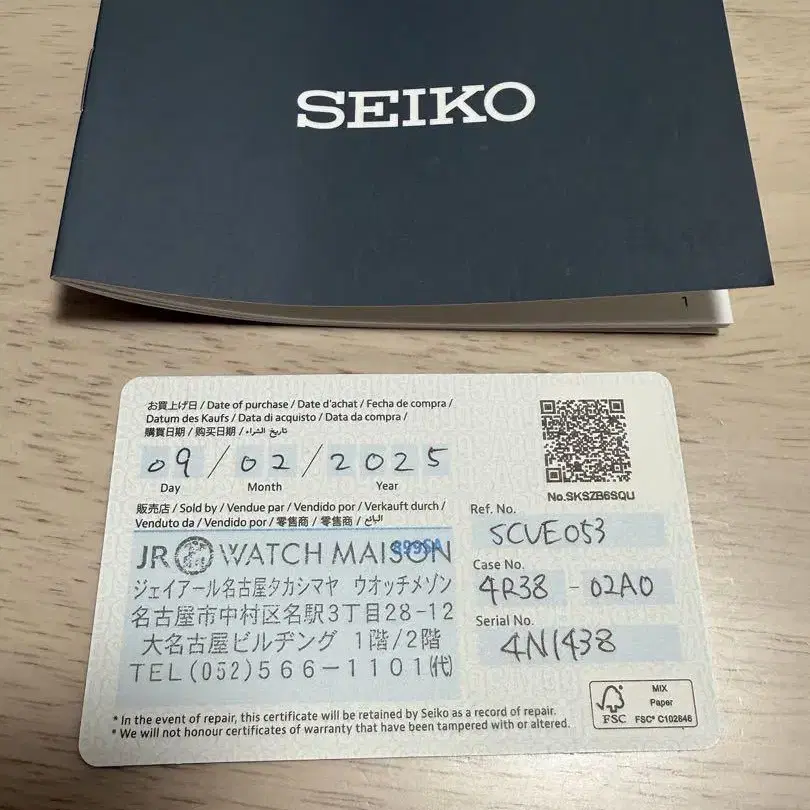 SEIKO
1
お買上げ日 / Date of purchase / Date d'achat / Fecha de compra /
Datum des Kaufs / Data di acquisto / Data da compra /
購買日期 / 购买日期 / تاريخ الشراء
09 / 02 / 2025
Day Month Year
No.SKSZB6SQU
販売店 / Sold by / Vendue par / Vendido por / Verkauft durch /
Venduto da / Vendido por / 零售商 / 零售商 / البائع
JR WATCH MAISON
ジェイアール名古屋タカシマヤ ウオッチメゾン
名古屋市中村区名駅3丁目28-12
大名古屋ビルヂング 1階/2階
TEL(052)566-1101(代)
Ref. No.
SCVE053
Case No.
4R38 - 02A0
Serial No.
4N1438
* In the event of repair, this certificate will be retained by Seiko as a record of repair.
* We will not honour certificates of warranty that have been tampered with or altered.
FSC
MIX
Paper
FSC® C102848